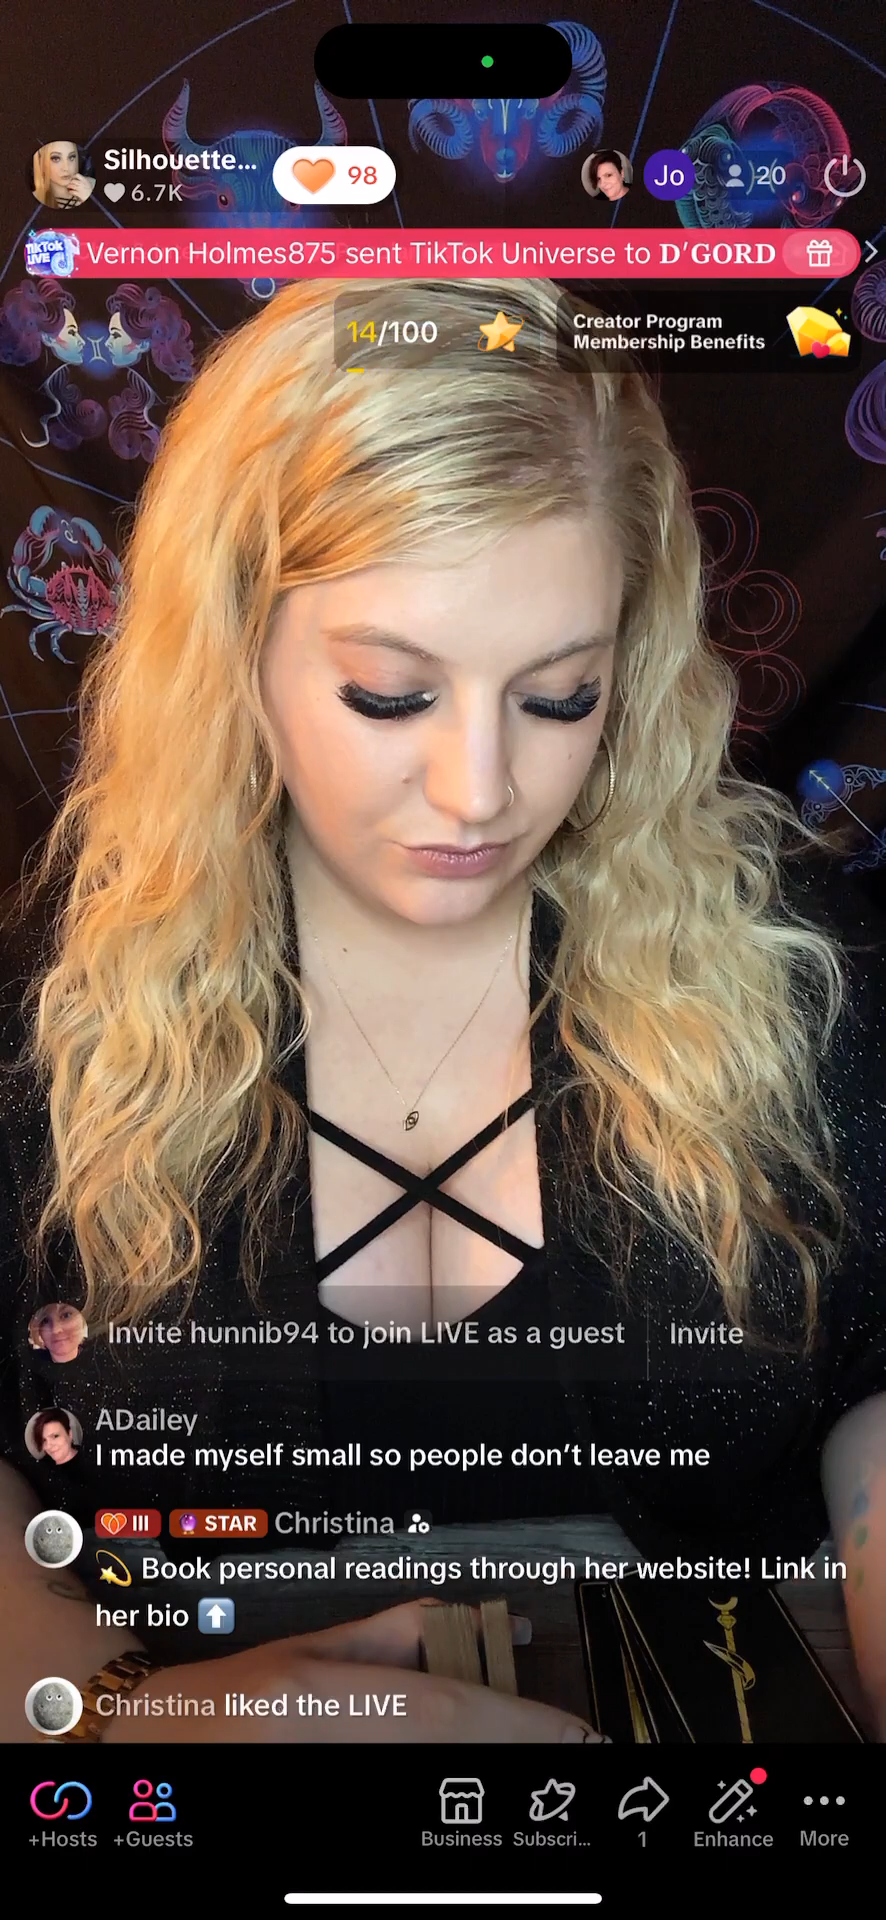 Silhouette...
98
6.7K
Jo
20
TikTok
LIVE
Vernon Holmes875 sent TikTok Universe to D'GORD
14/100
Creator Program
Membership Benefits
Invite hunnib94 to join LIVE as a guest
Invite
ADailey
I made myself small so people don't leave me
III STAR Christina
💫 Book personal readings through her website! Link in
her bio ⬆️
Christina liked the LIVE
+Hosts
+Guests
Business
Subscri...
1
Enhance
More